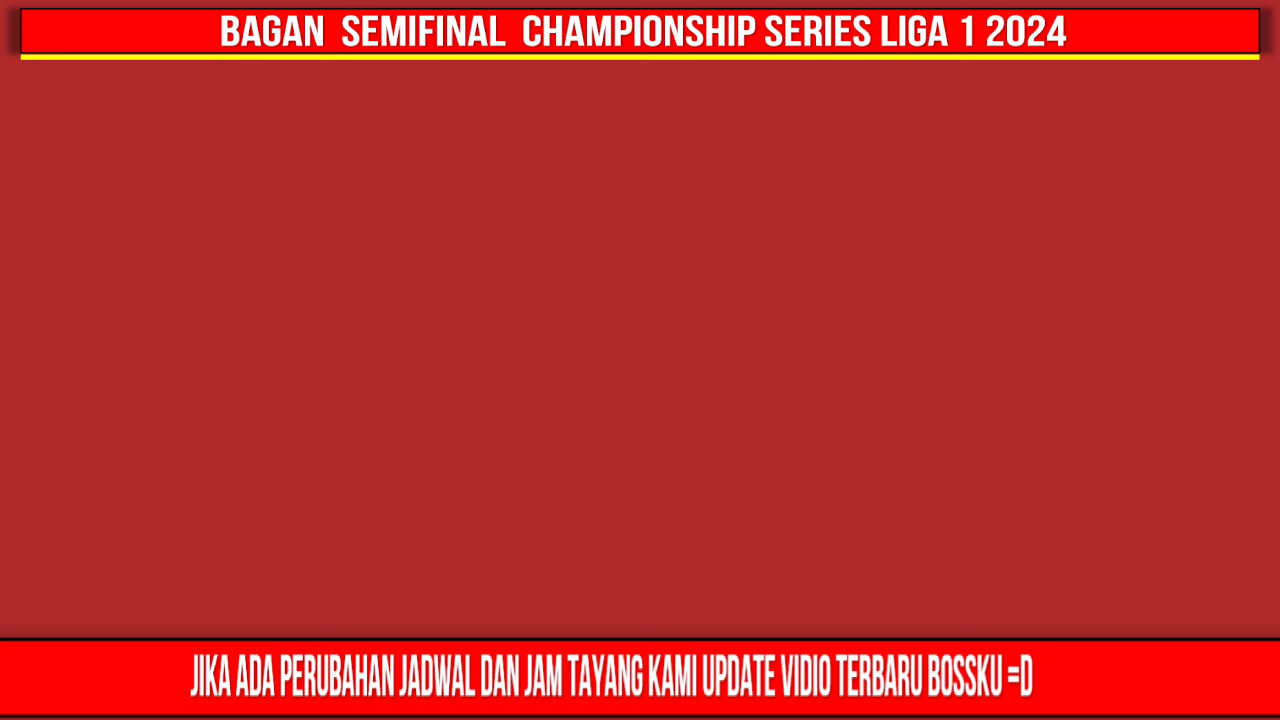 BAGAN SEMIFINAL CHAMPIONSHIP SERIES LIGA 1 2024
JIKA ADA PERUBAHAN JADWAL DAN JAM TAYANG KAMI UPDATE VIDIO TERBARU BOSSKU =D